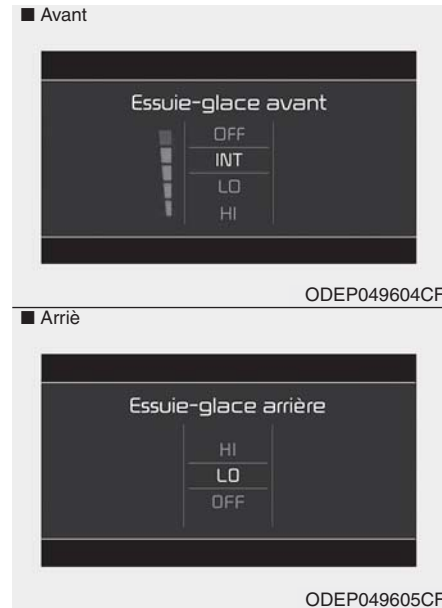 ■ Avant
Essuie-glace avant
OFF
INT
LO
HI
ODEP049604CF
■ Arriè
Essuie-glace arrière
HI
LO
OFF
ODEP049605CF